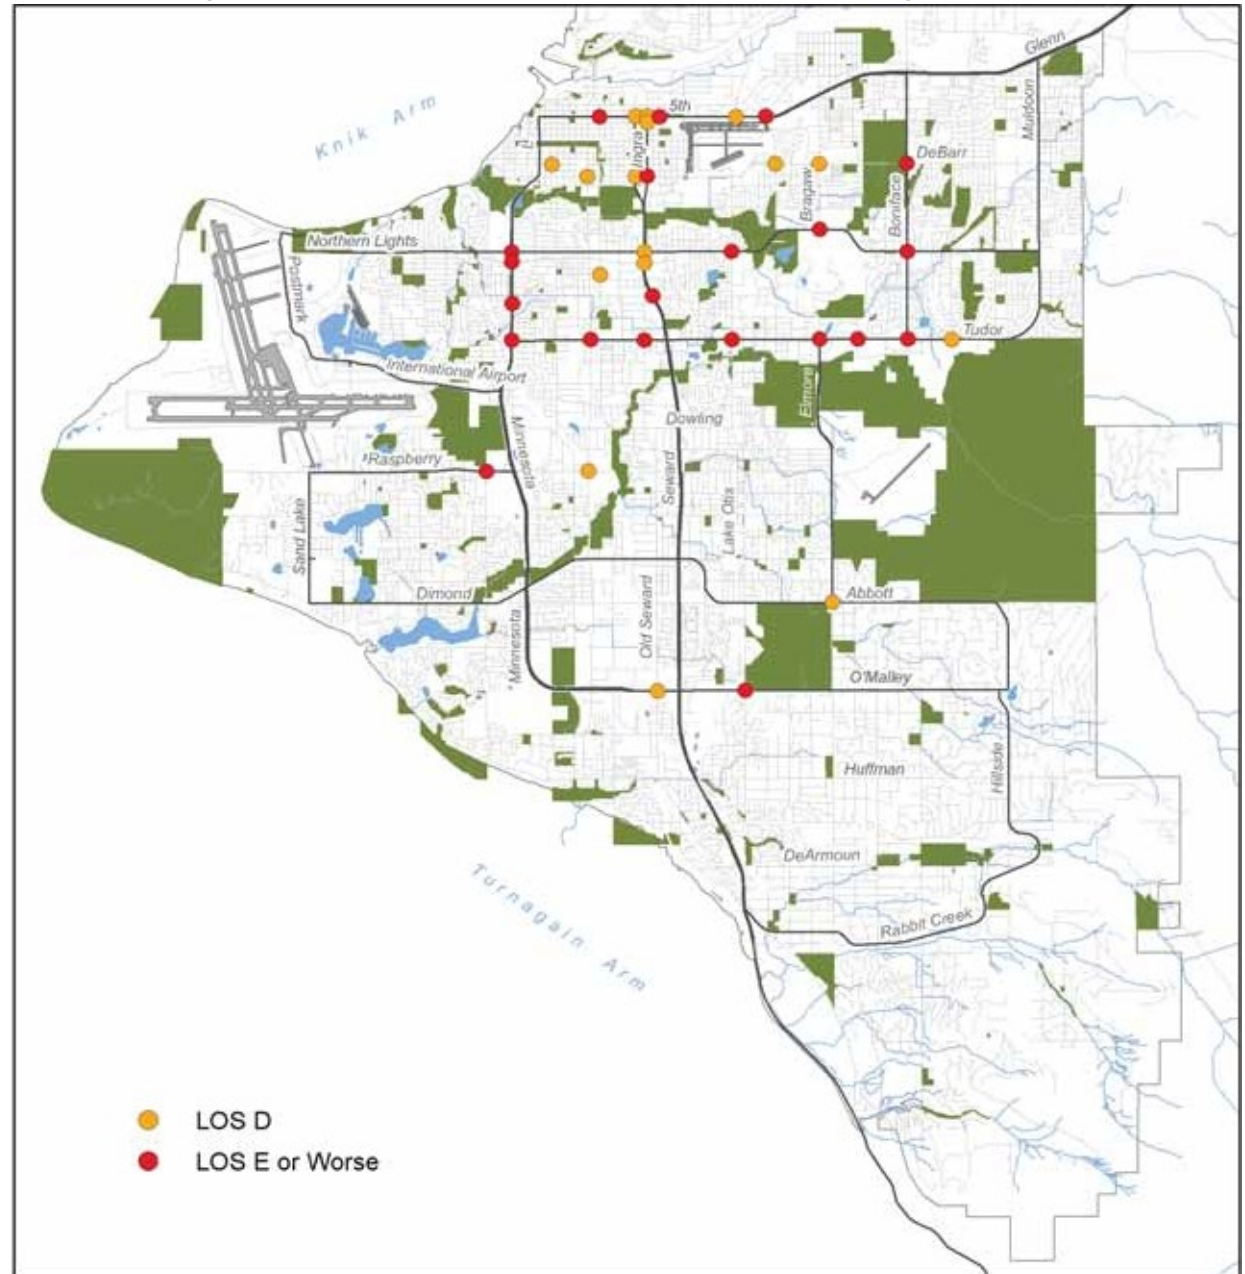 Glenn
Knik Arm
5th
Muldoon
Ingra
DeBarr
Bragaw
Boniface
Northern Lights
Postmark
Tudor
International Airport
Elmore
Dowling
Minnesota
Raspberry
Seward
Sand Lake
Lake Otis
Dimond
Old Seward
Abbott
Minnesota
O'Malley
Huffman
Hillside
DeArmoun
Turnagain Arm
Rabbit Creek
LOS D
LOS E or Worse